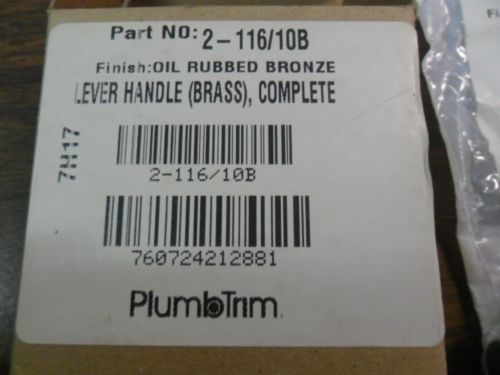 Part NO: 2-116/10B
Finish:OIL RUBBED BRONZE
LEVER HANDLE (BRASS), COMPLETE
7H17
2-116/10B
760724212881
PlumbTrim
Fi